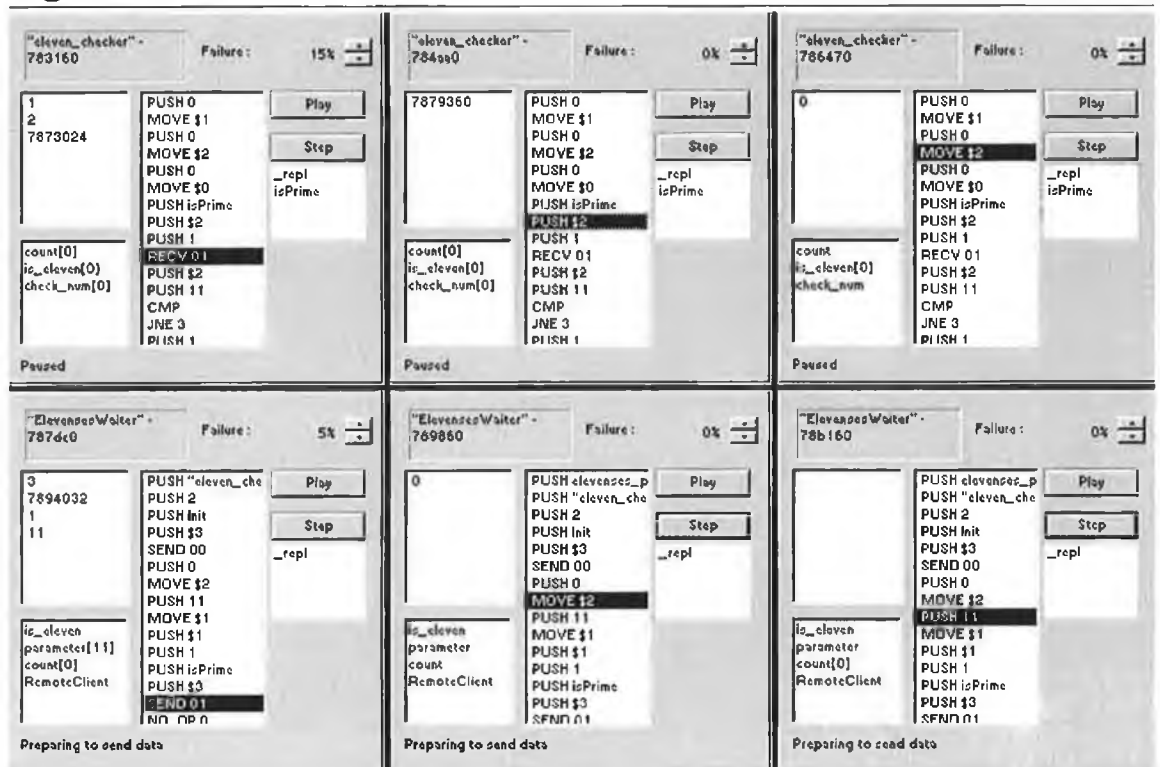 "eleven_checker" -
783160
Failure :
15%
1
2
7873024
PUSH 0
MOVE $1
PUSH 0
MOVE $2
PUSH 0
MOVE $0
PUSH isPrime
PUSH $2
PUSH 1
RECV 01
PUSH $2
PUSH 11
CMP
JNE 3
PUSH 1
Play
Step
_repl
isPrime
count[0]
is_eleven[0]
check_num[0]
Paused
"eleven_checker" -
Failure :
0%
7879360
PUSH 0
MOVE $1
PUSH 0
MOVE $2
PUSH 0
MOVE $0
PUSH isPrime
PUSH $2
PUSH 1
RECV 01
PUSH $2
PUSH 11
CMP
JNE 3
PUSH 1
Play
Step
_repl
isPrime
count[0]
is_eleven[0]
check_num[0]
Paused
"eleven_checker" -
786470
Failure :
0%
0
PUSH 0
MOVE $1
PUSH 0
MOVE $2
PUSH 0
MOVE $0
PUSH isPrime
PUSH $2
PUSH 1
RECV 01
PUSH $2
PUSH 11
CMP
JNE 3
PUSH 1
Play
Step
_repl
isPrime
count
is_eleven[0]
check_num
Paused
"ElevensesWaiter" -
787dc0
Failure :
5%
3
7894032
1
11
PUSH "eleven_che
PUSH 2
PUSH Init
PUSH $3
SEND 00
PUSH 0
MOVE $2
PUSH 11
MOVE $1
PUSH $1
PUSH 1
PUSH isPrime
PUSH $3
SEND 01
NO_OP 0
Play
Step
_repl
is_eleven
parameter[11]
count[0]
RemoteClient
Preparing to send data
"ElevensesWaiter" -
789860
Failure :
0%
0
PUSH elevenses_p
PUSH "eleven_che
PUSH 2
PUSH Init
PUSH $3
SEND 00
PUSH 0
MOVE $2
PUSH 11
MOVE $1
PUSH $1
PUSH 1
PUSH isPrime
PUSH $3
SEND 01
Play
Step
_repl
is_eleven
parameter
count
RemoteClient
Preparing to send data
"ElevensesWaiter" -
78b160
Failure :
0%
PUSH elevenses_p
PUSH "eleven_che
PUSH 2
PUSH Init
PUSH $3
SEND 00
PUSH 0
MOVE $2
PUSH 11
MOVE $1
PUSH $1
PUSH 1
PUSH isPrime
PUSH $3
SEND 01
Play
Step
_repl
is_eleven
parameter
count[0]
RemoteClient
Preparing to send data